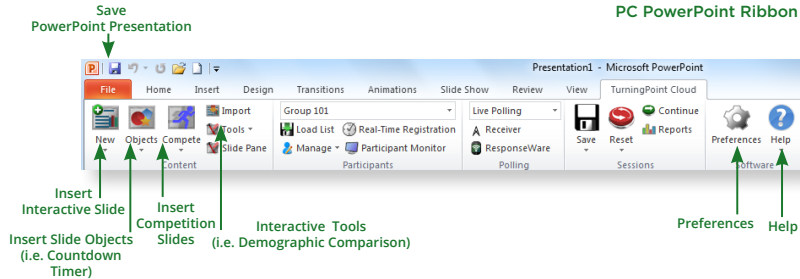 Save
PowerPoint Presentation
PC PowerPoint Ribbon
Presentation1 - Microsoft PowerPoint
File Home Insert Design Transitions Animations Slide Show Review View TurningPoint Cloud
Import Group 101 Live Polling Continue
New Objects Compete Tools Load List Real-Time Registration Receiver Save Reset Reports Preferences Help
Slide Pane Manage Participant Monitor ResponseWare
Content Participants Polling Sessions Software
Insert
Interactive Slide
Insert
Competition
Slides
Interactive Tools
(i.e. Demographic Comparison)
Preferences Help
Insert Slide Objects
(i.e. Countdown
Timer)